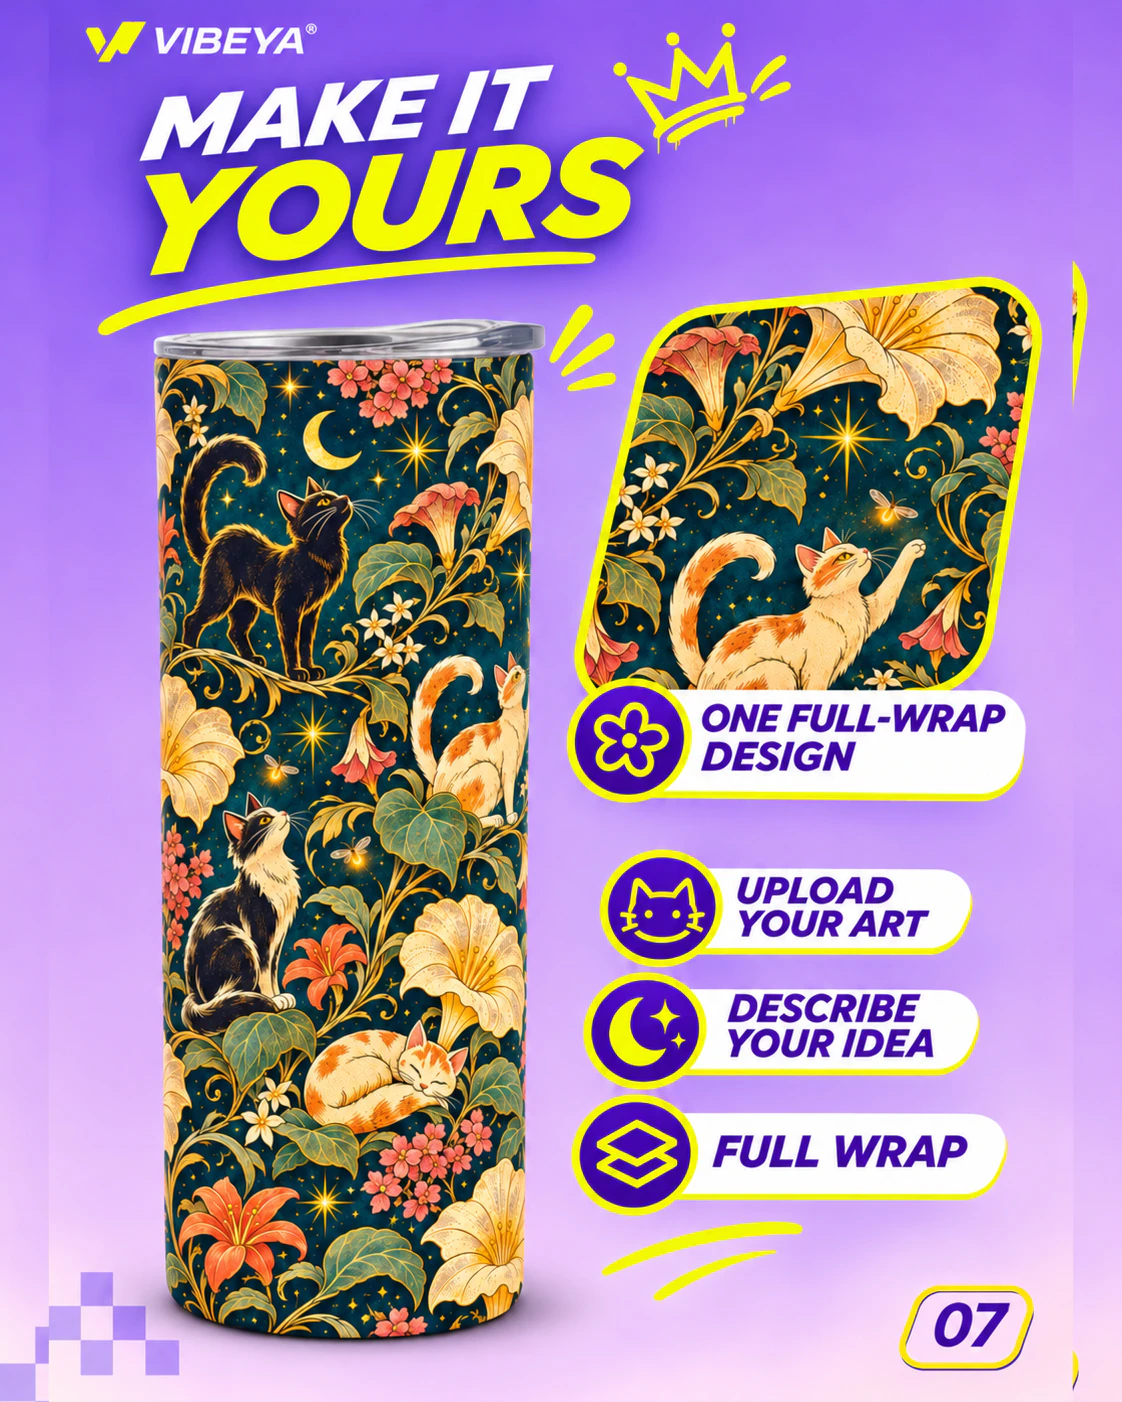 VIBEYA®
MAKE IT
YOURS
ONE FULL-WRAP
DESIGN
UPLOAD
YOUR ART
DESCRIBE
YOUR IDEA
FULL WRAP
07